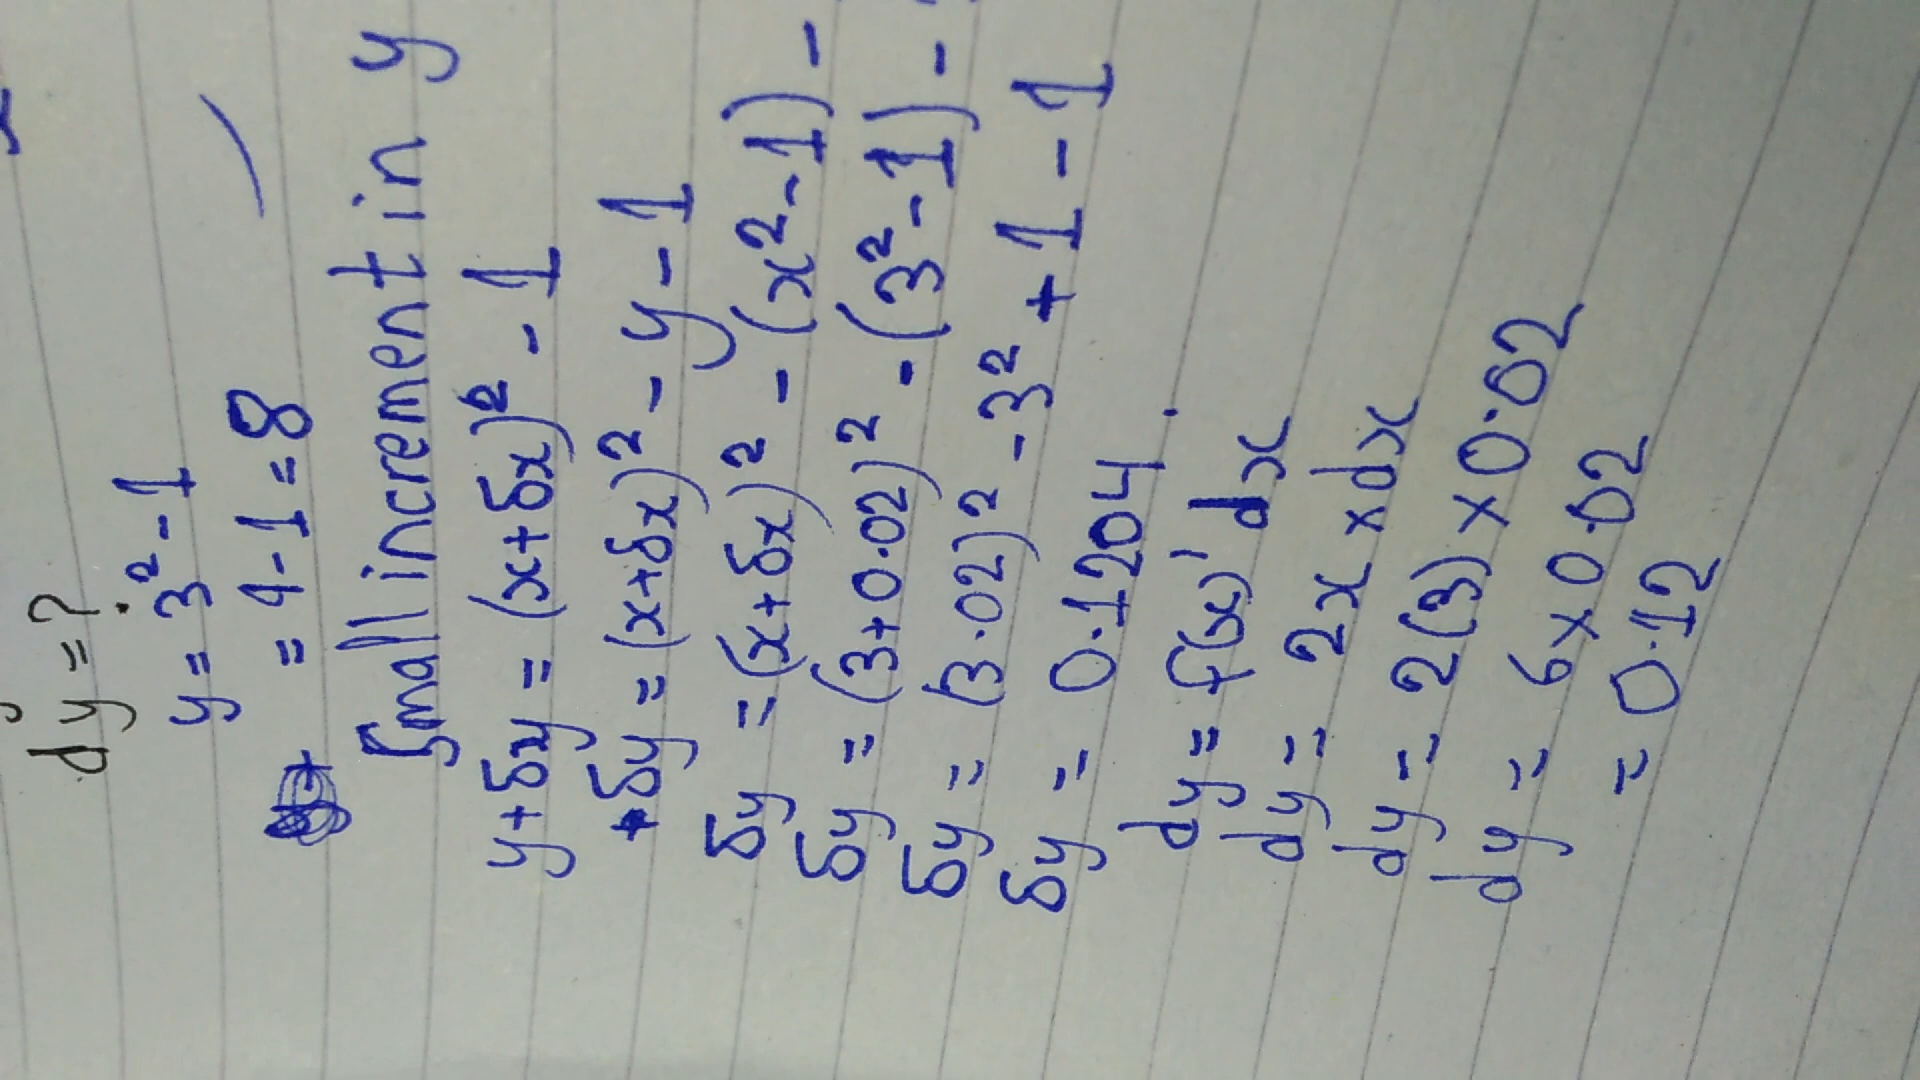 dy = ?
y = 3² - 1
= 9 - 1 = 8
Small increment in y
y + δy = (x + δx)² - 1
+ δy = (x + δx)² - y - 1
δy = (x + δx)² - (x² - 1) -
δy = (3 + 0.02)² - (3² - 1) -
δy = (3.02)² - 3² + 1 - 1
δy = 0.1204.
dy = f(x)' dx
dy = 2x × dx
dy = 2(3) × 0.02
dy = 6 × 0.02
= 0.12